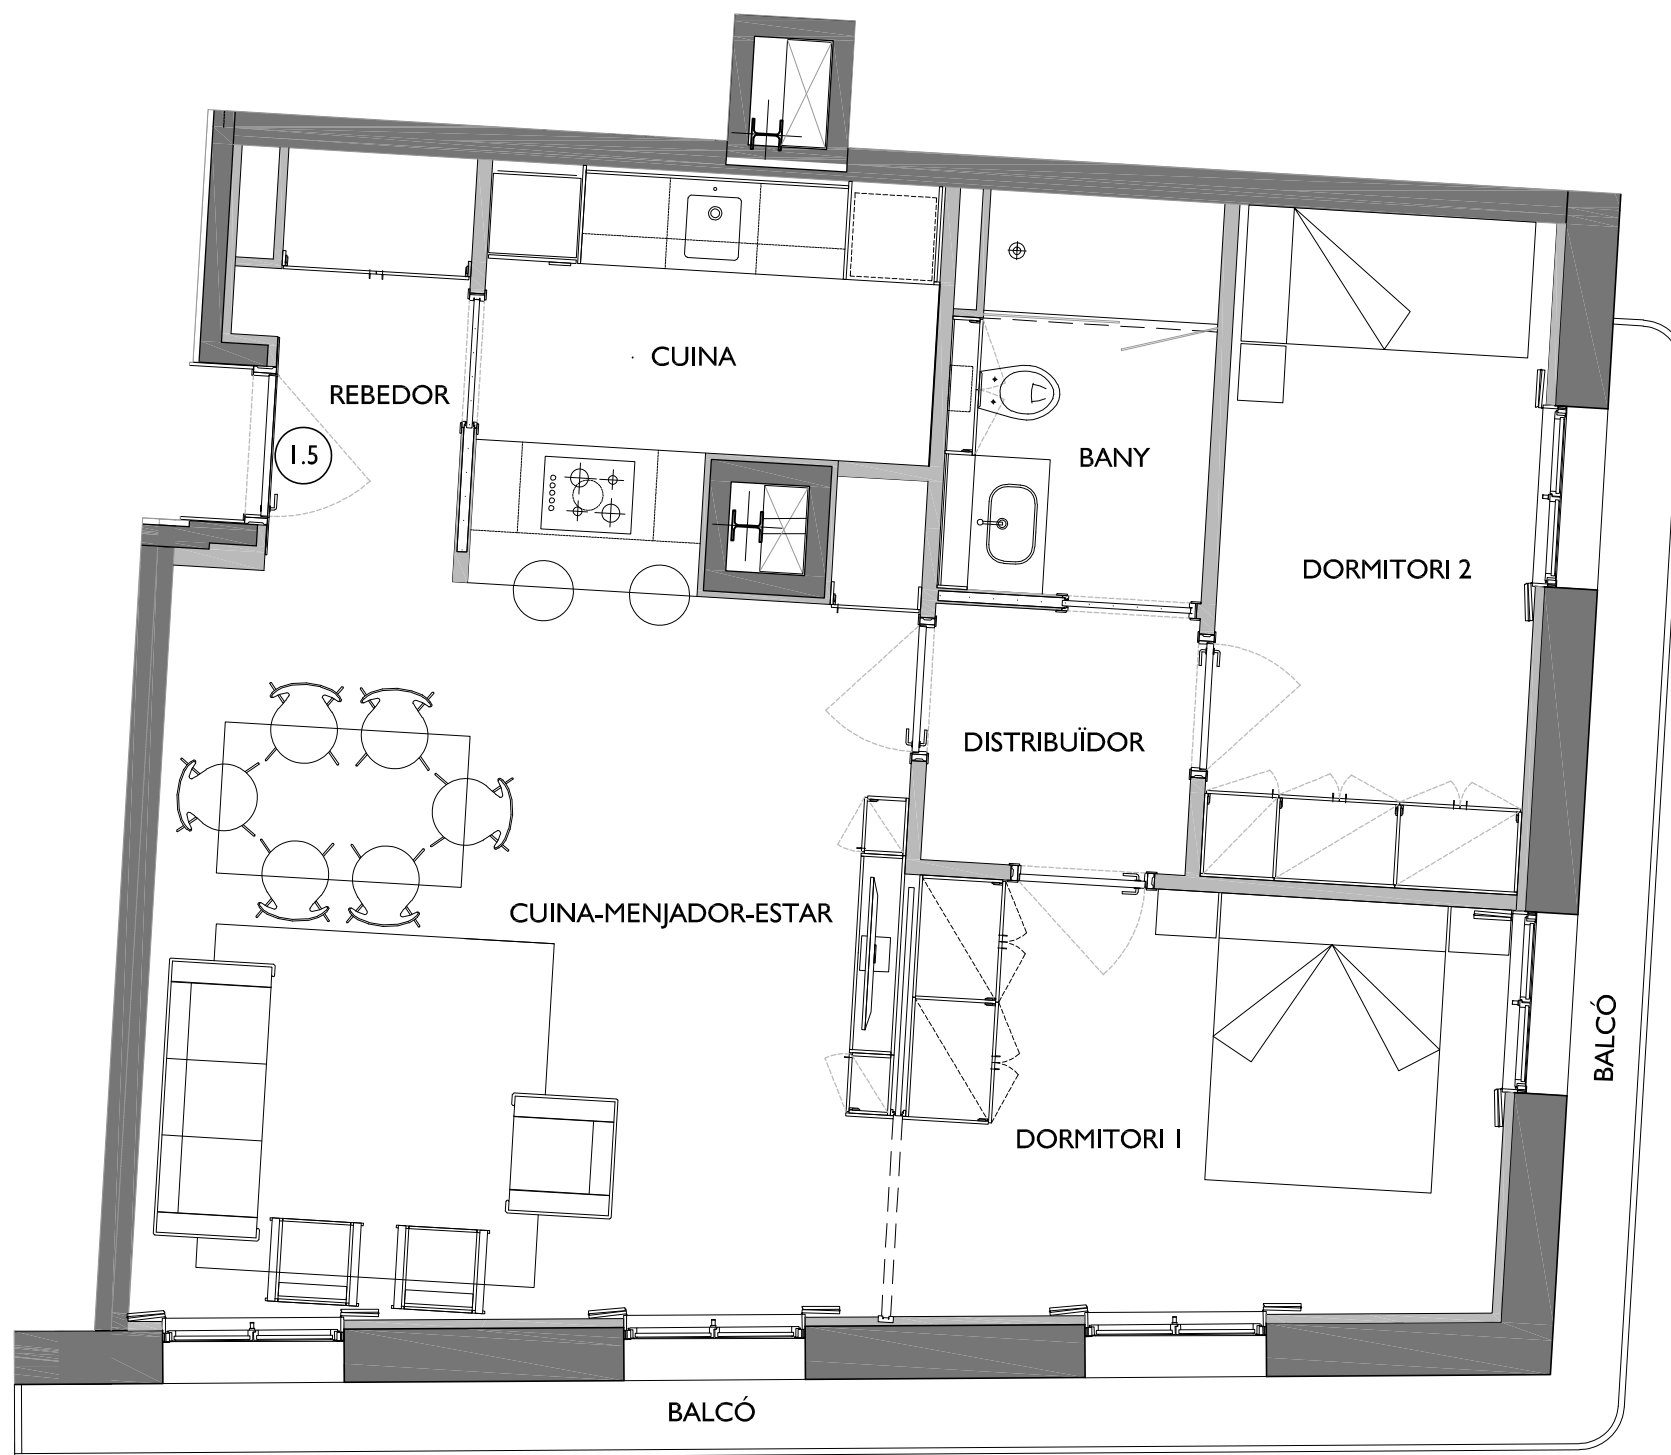 CUINA
REBEDOR
1.5
BANY
DORMITORI 2
DISTRIBUÏDOR
CUINA-MENJADOR-ESTAR
BALCÓ
DORMITORI 1
BALCÓ